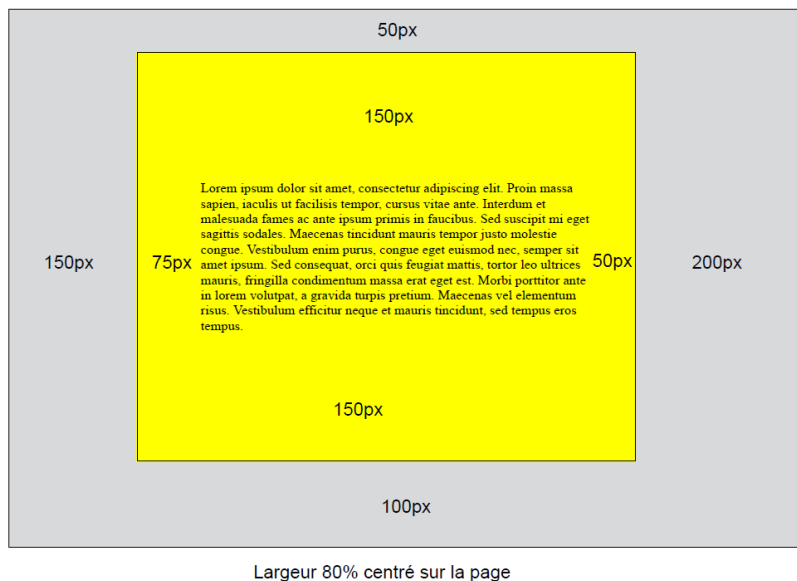 50px
150px
Lorem ipsum dolor sit amet, consectetur adipiscing elit. Proin massa
sapien, iaculis ut facilisis tempor, cursus vitae ante. Interdum et
malesuada fames ac ante ipsum primis in faucibus. Sed suscipit mi eget
sagittis sodales. Maecenas tincidunt mauris tempor justo molestie
congue. Vestibulum enim purus, congue eget euismod nec, semper sit
amet ipsum. Sed consequat, orci quis feugiat mattis, tortor leo ultrices
mauris, fringilla condimentum massa erat eget est. Morbi porttitor ante
in lorem volutpat, a gravida turpis pretium. Maecenas vel elementum
risus. Vestibulum efficitur neque et mauris tincidunt, sed tempus eros
tempus.
150px
75px
50px
200px
150px
100px
Largeur 80% centré sur la page